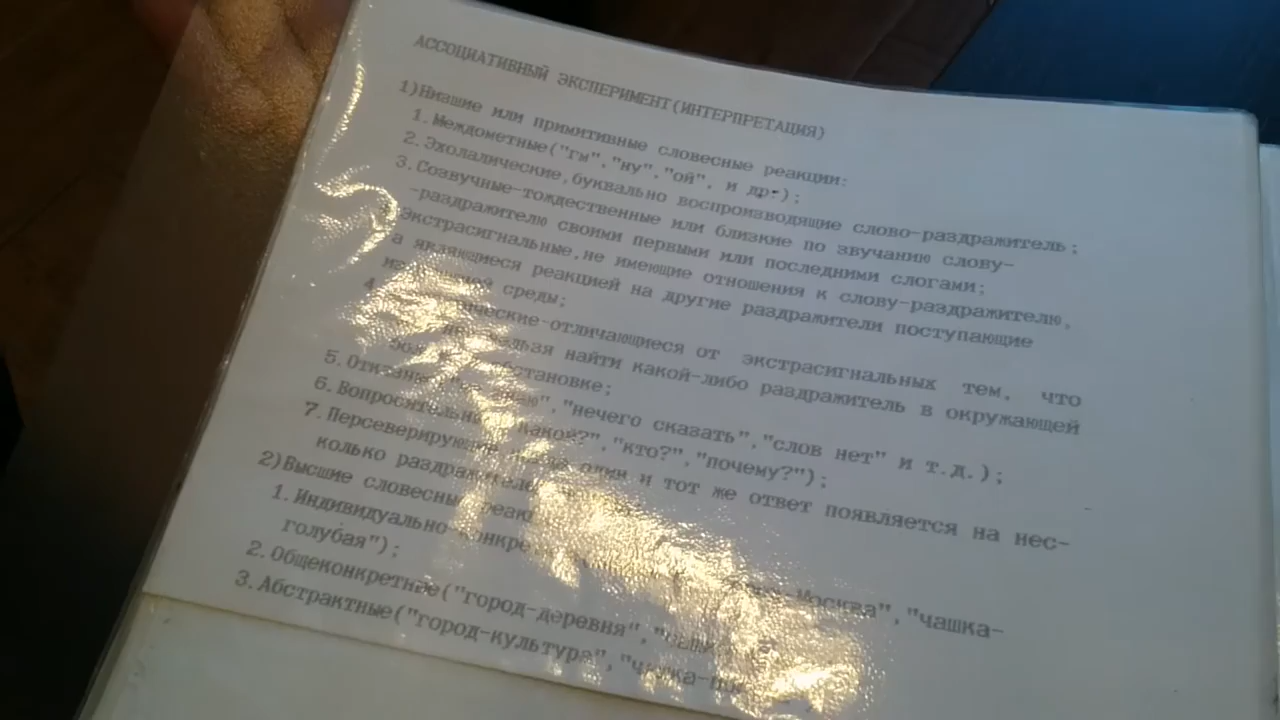 АССОЦИАТИВНЫЙ ЭКСПЕРИМЕНТ(ИНТЕРПРЕТАЦИЯ)
1)Низшие или примитивные словесные реакции:
1.Междометные("гм","ну","ой", и др.);
2.Эхолалические,буквально воспроизводящие слово-раздражитель;
3.Созвучные-тождественные или близкие по звучанию слову-
-раздражителю своими первыми или последними слогами;
Экстрасигнальные,не имеющие отношения к слову-раздражителю,
а являющиеся реакцией на другие раздражители поступающие
среды;
-отличающиеся от экстрасигнальных тем, что
нельзя найти какой-либо раздражитель в окружающей
обстановке;
5. "нечего сказать","слов нет" и т.д.);
6.Вопросительные какой?","кто?","почему?");
7.Персеверирующие один и тот же ответ появляется на нес-
колько
2)Высшие словесные
1.Индивидуально- Москва","чашка-
голубая");
2.Общеконкретные("город-деревня",
3.Абстрактные("город-культура",